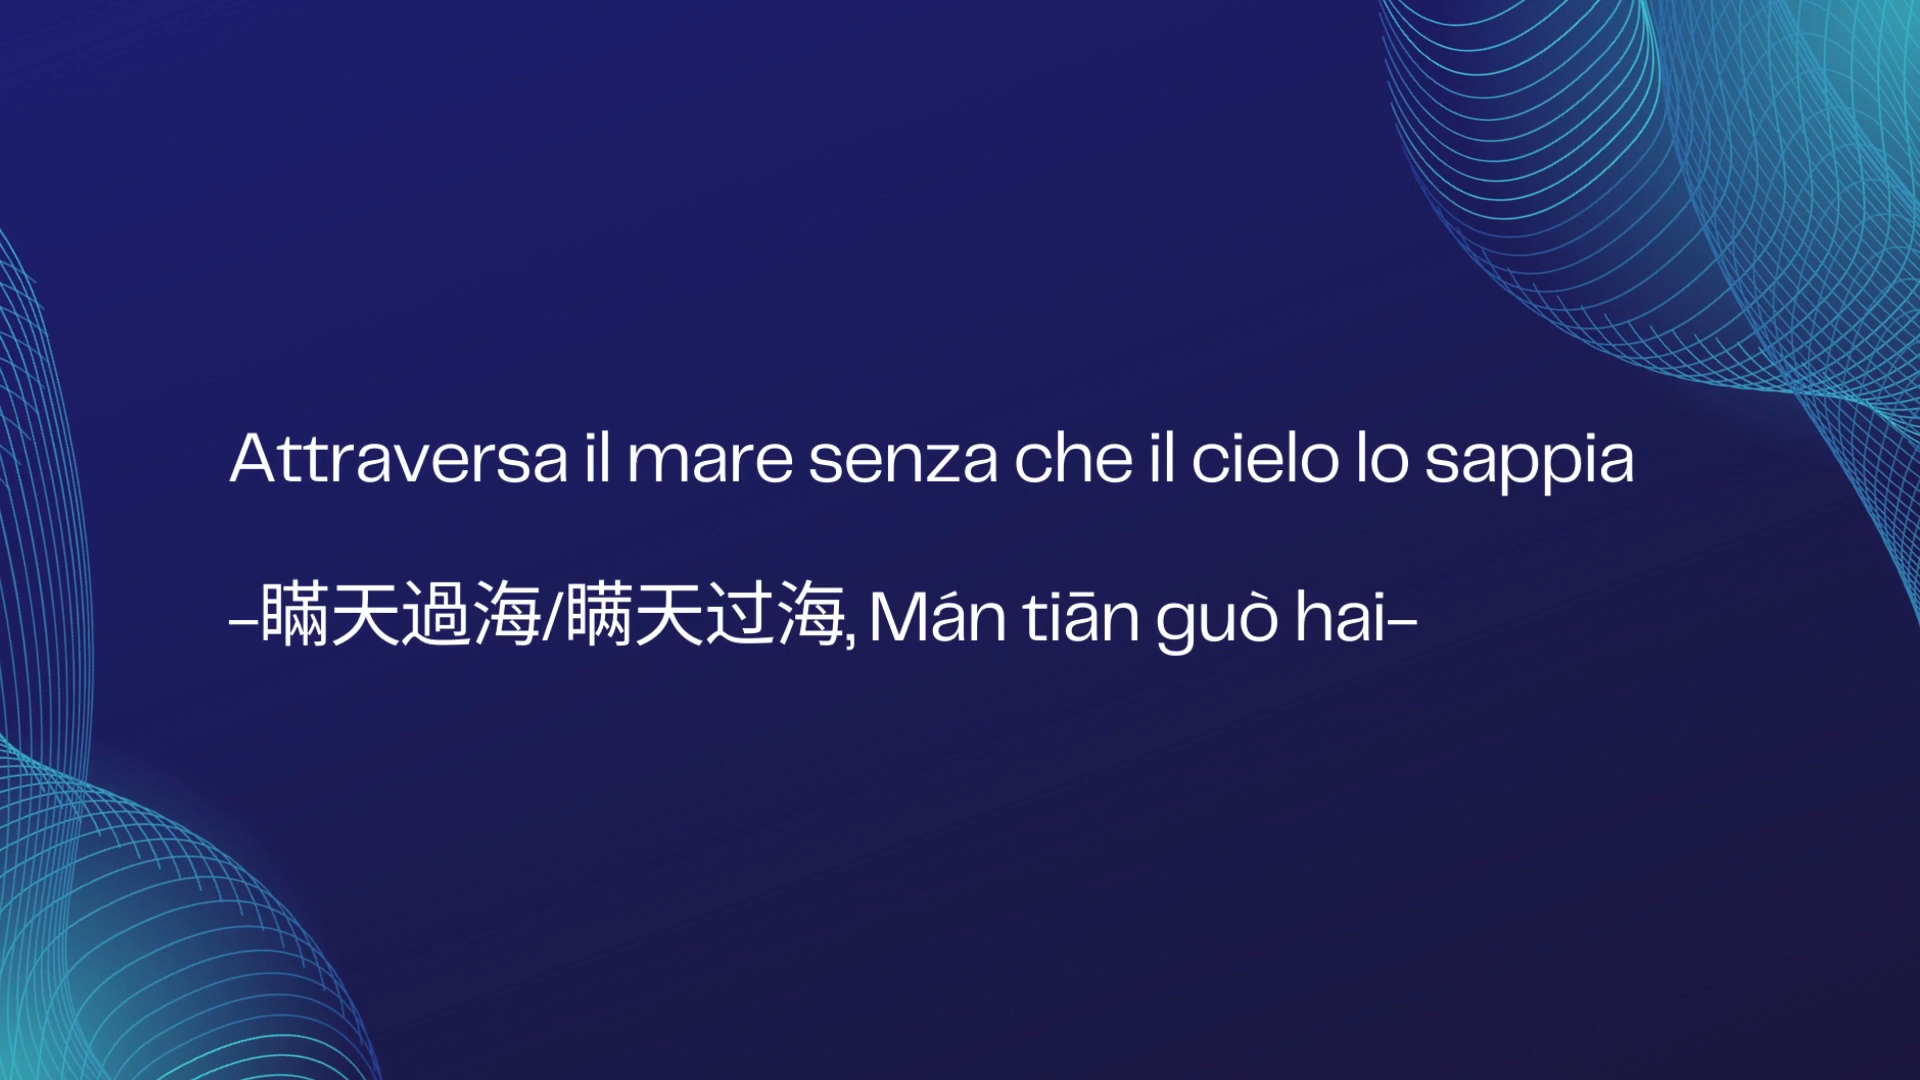 Attraversa il mare senza che il cielo lo sappia
–瞞天過海/瞒天过海, Mán tiān guò hai–